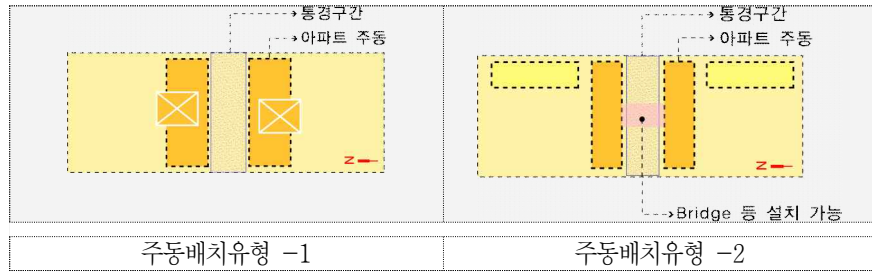 통경구간
아파트 주동
Z
통경구간
아파트 주동
Z
Bridge 등 설치 가능
주동배치유형 -1
주동배치유형 -2